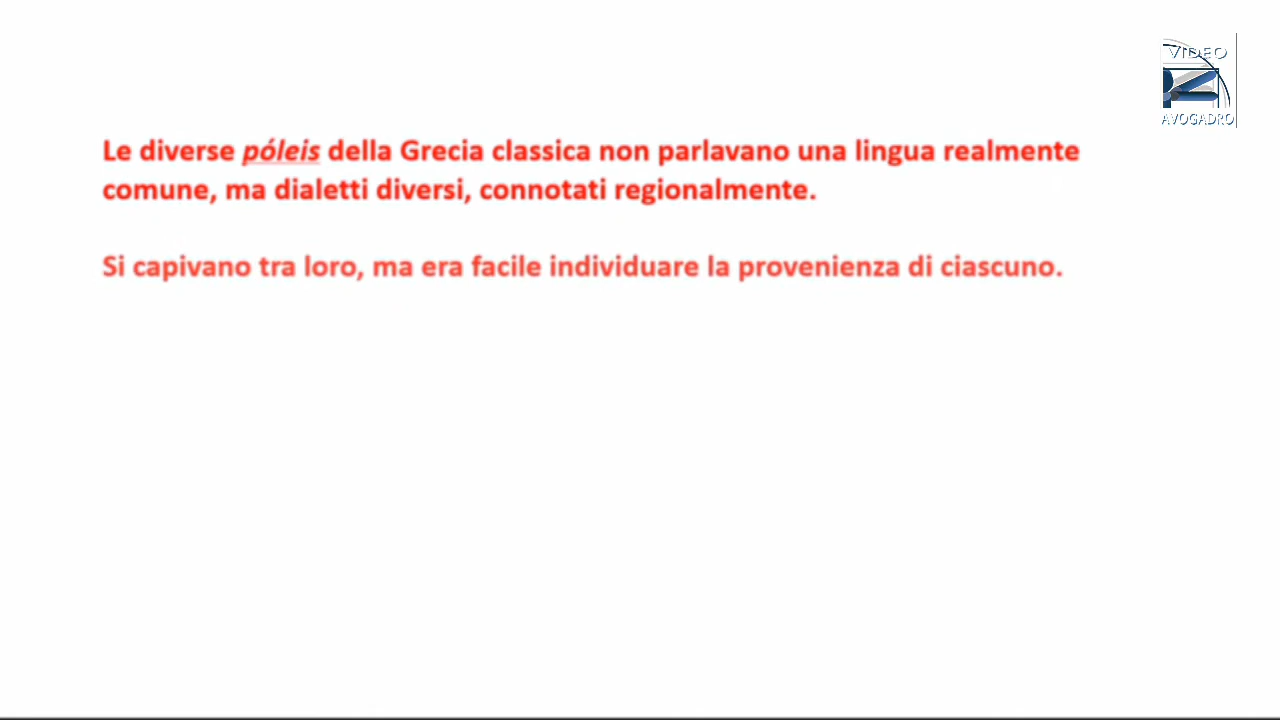 VIDEO
AVOGADRO
Le diverse póleis della Grecia classica non parlavano una lingua realmente
comune, ma dialetti diversi, connotati regionalmente.
Si capivano tra loro, ma era facile individuare la provenienza di ciascuno.